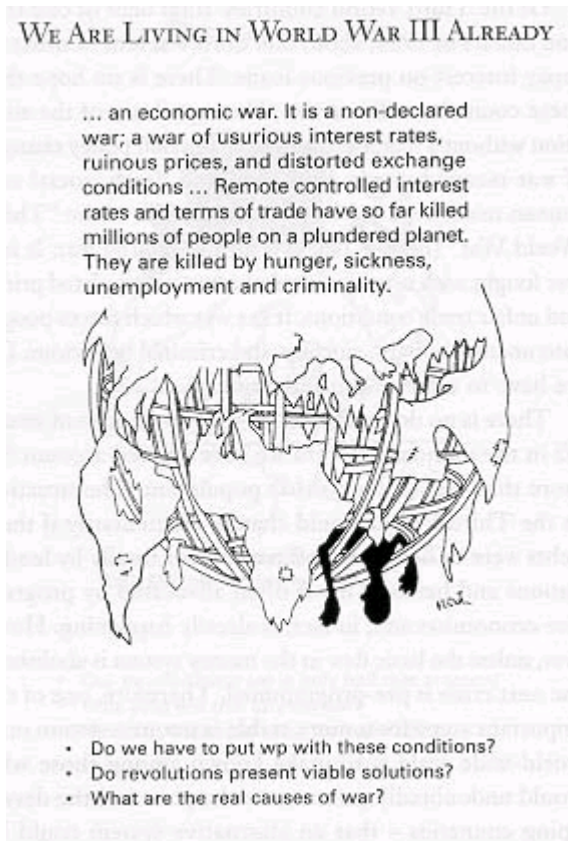 WE ARE LIVING IN WORLD WAR III ALREADY
... an economic war. It is a non-declared
war: a war of usurious interest rates,
ruinous prices, and distorted exchange
conditions ... Remote controlled interest
rates and terms of trade have so far killed
millions of people on a plundered planet.
They are killed by hunger, sickness,
unemployment and criminality.
• Do we have to put wp with these conditions?
• Do revolutions present viable solutions?
• What are the real causes of war?